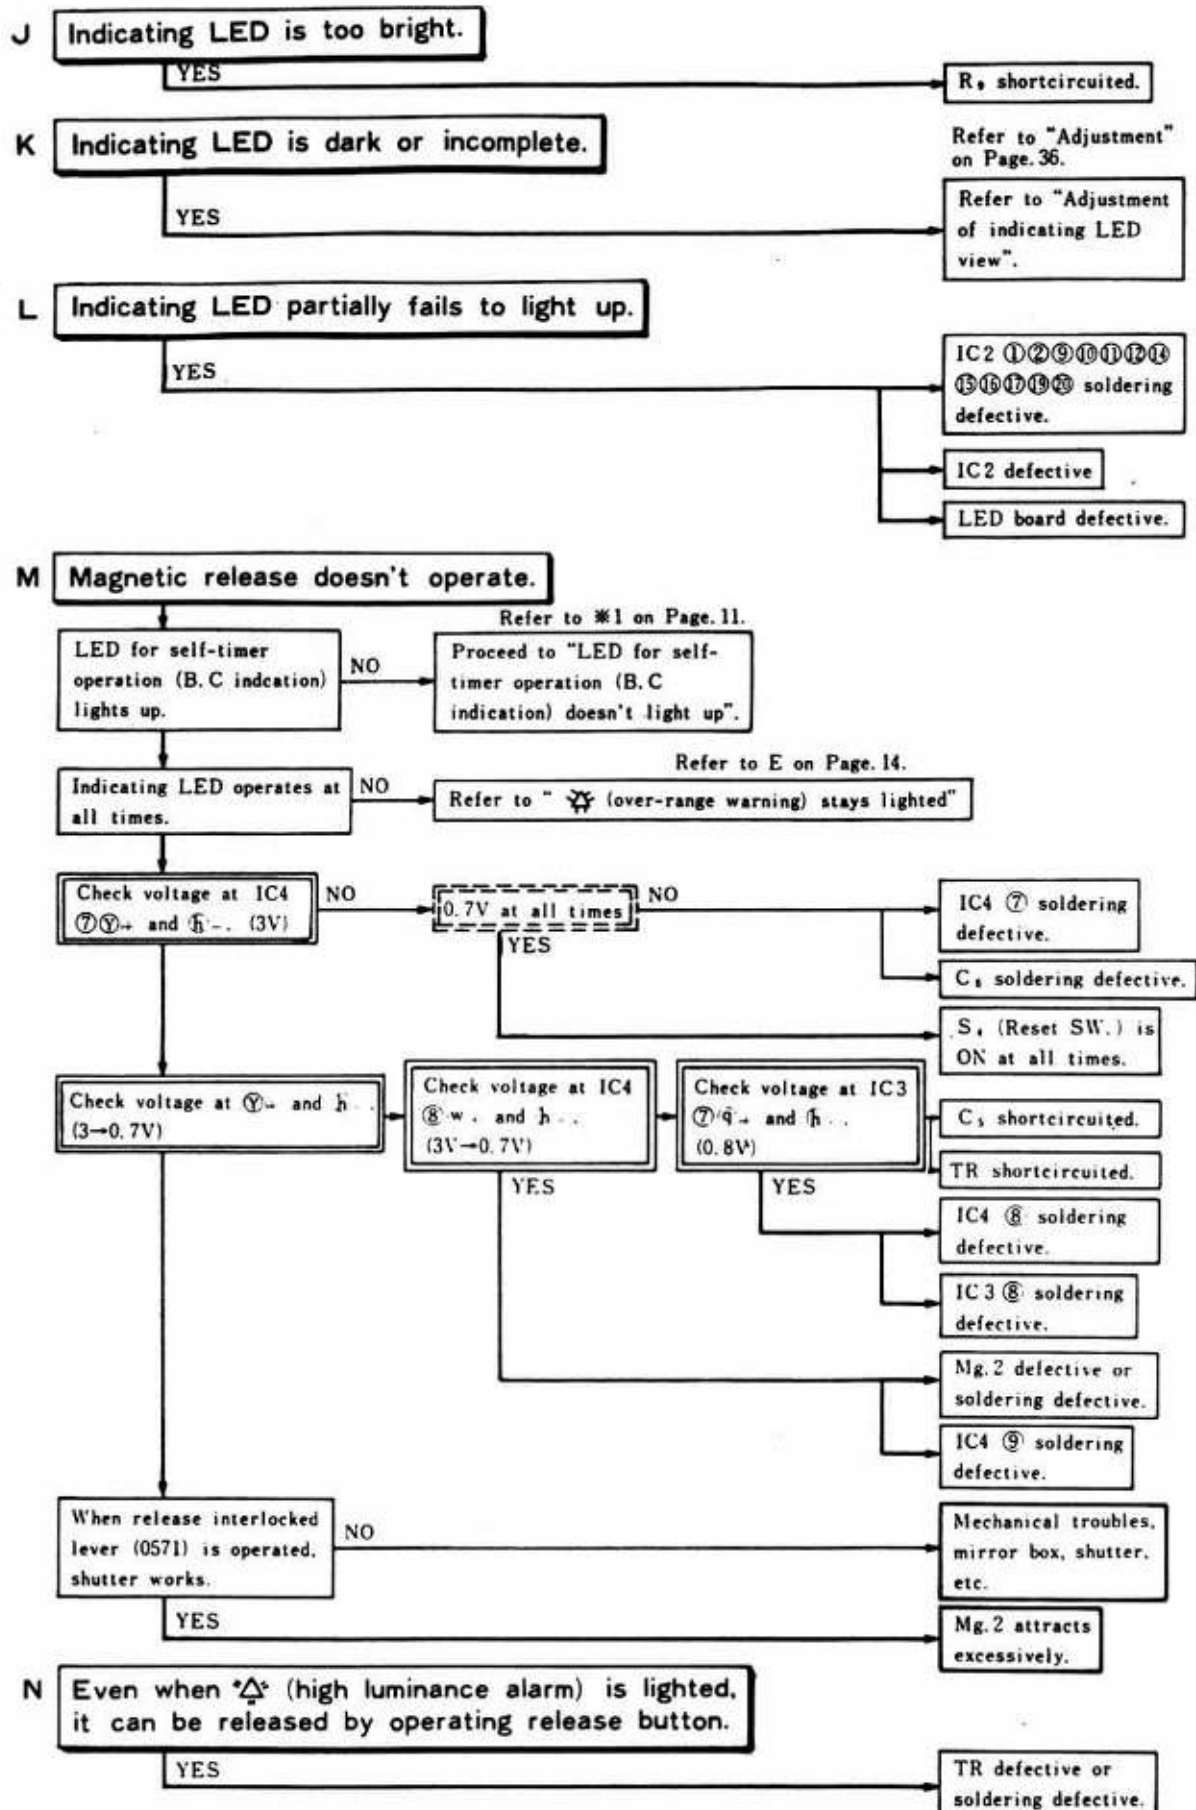 J Indicating LED is too bright.
YES
R9 shortcircuited.
K Indicating LED is dark or incomplete.
Refer to "Adjustment"
on Page. 36.
YES
Refer to "Adjustment
of indicating LED
view".
L Indicating LED partially fails to light up.
YES
IC2 ①②⑨⑩⑪⑫⑭
⑮⑯⑰⑲⑳ soldering
defective.
IC2 defective
LED board defective.
M Magnetic release doesn't operate.
Refer to ※1 on Page. 11.
LED for self-timer
operation (B. C indcation)
lights up.
NO
Proceed to "LED for self-
timer operation (B. C
indication) doesn't light up".
Refer to E on Page. 14.
Indicating LED operates at
all times.
NO
Refer to " (over-range warning) stays lighted"
Check voltage at IC4
⑦Ⓨ→ and ⓗ-. (3V)
NO
0.7V at all times
NO
YES
IC4 ⑦ soldering
defective.
C soldering defective.
S (Reset SW.) is
ON at all times.
Check voltage at Ⓨ→ and h
(3→0.7V)
Check voltage at IC4
⑧ w and h
(3V→0.7V)
YES
Check voltage at IC3
⑦ q → and h
(0.8V)
YES
C5 shortcircuited.
TR shortcircuited.
IC4 ⑧ soldering
defective.
IC3 ⑧ soldering
defective.
Mg.2 defective or
soldering defective.
IC4 ⑨ soldering
defective.
When release interlocked
lever (0571) is operated,
shutter works.
NO
Mechanical troubles,
mirror box, shutter,
etc.
YES
Mg.2 attracts
excessively.
N Even when (high luminance alarm) is lighted,
it can be released by operating release button.
YES
TR defective or
soldering defective.